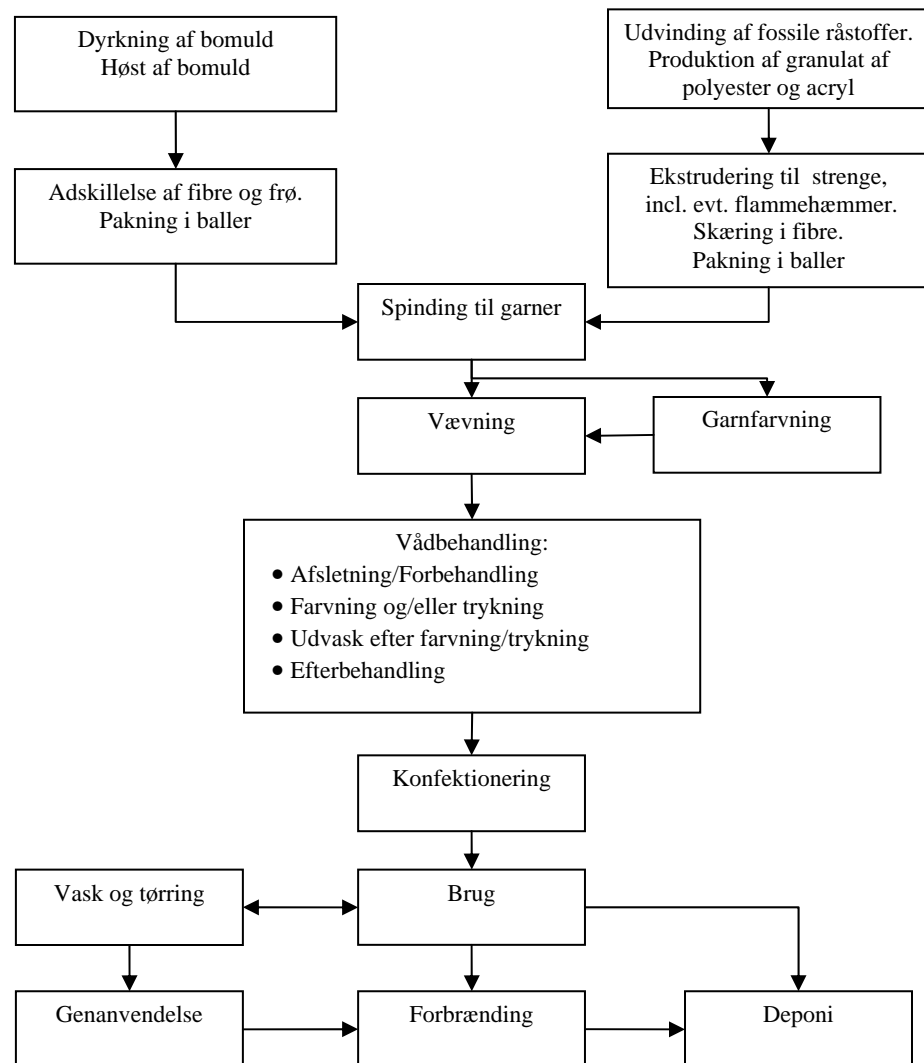 Dyrkning af bomuld
Høst af bomuld
Udvinding af fossile råstoffer.
Produktion af granulat af
polyester og acryl
Adskillelse af fibre og frø.
Pakning i baller
Ekstrudering til strenge,
incl. evt. flammehæmmer.
Skæring i fibre.
Pakning i baller
Spinding til garner
Vævning
Garnfarvning
Vådbehandling:
• Afsletning/Forbehandling
• Farvning og/eller trykning
• Udvask efter farvning/trykning
• Efterbehandling
Konfektionering
Vask og tørring
Brug
Genanvendelse
Forbrænding
Deponi